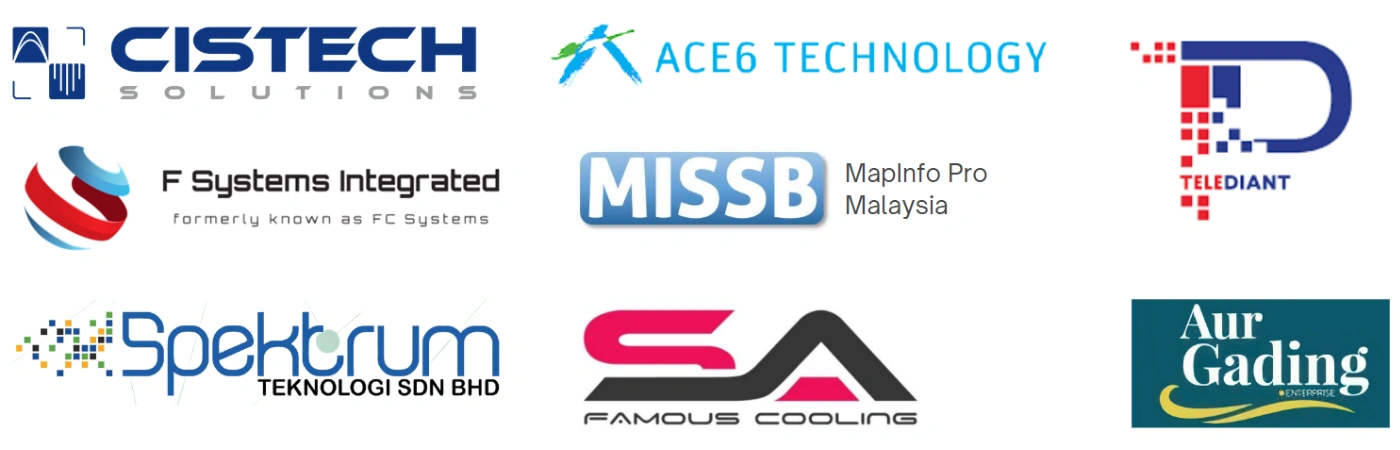 CISTECH
SOLUTIONS
ACE6 TECHNOLOGY
TELEDIANT
F Systems Integrated
formerly known as FC Systems
MISSB
MapInfo Pro
Malaysia
Spektrum
TEKNOLOGI SDN BHD
SA
FAMOUS COOLING
Aur
Gading
ENTERPRISE